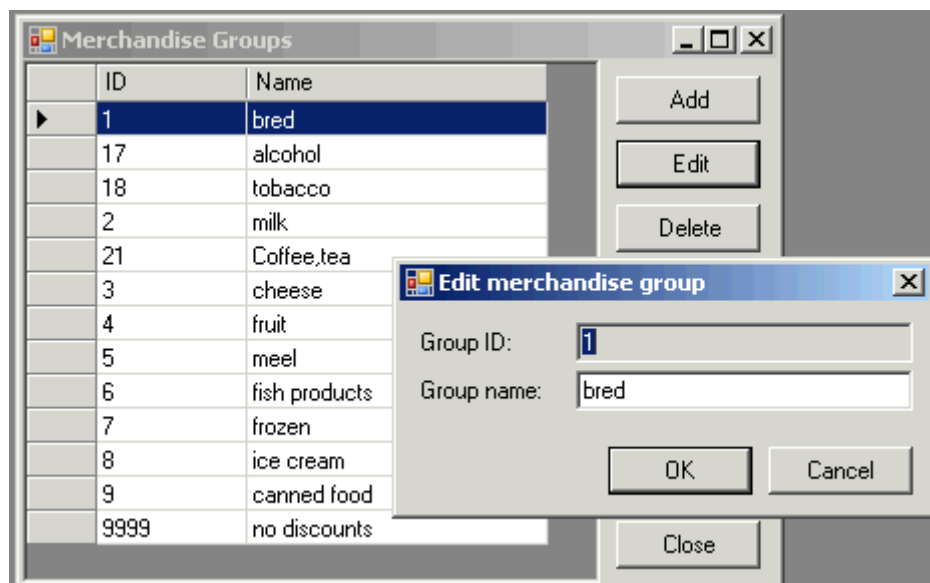 Merchandise Groups
ID Name
1 bred
17 alcohol
18 tobacco
2 milk
21 Coffee,tea
3 cheese
4 fruit
5 meel
6 fish products
7 frozen
8 ice cream
9 canned food
9999 no discounts
Add
Edit
Delete
Edit merchandise group
Group ID: 1
Group name: bred
OK Cancel
Close